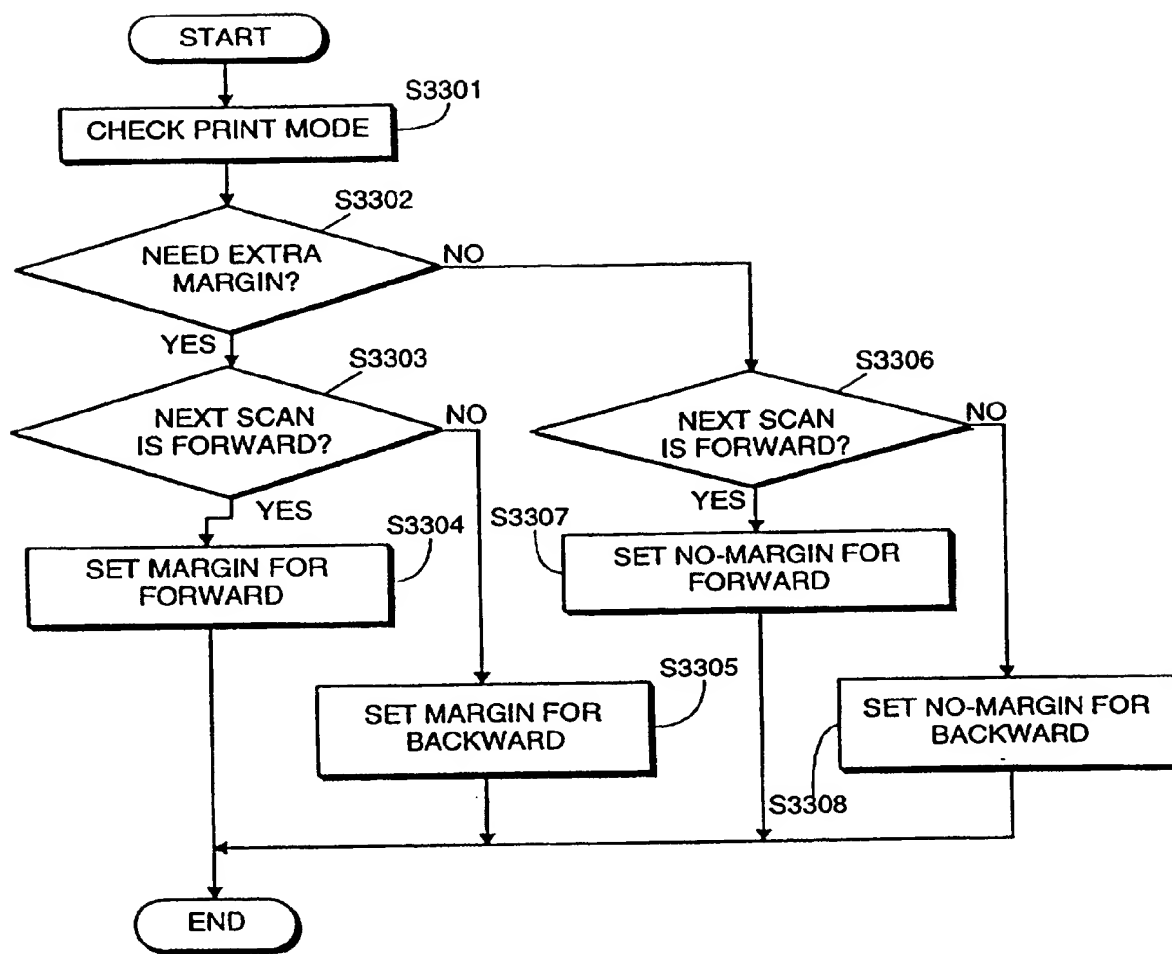 START
S3301
CHECK PRINT MODE
S3302
NEED EXTRA
MARGIN?
NO
YES
S3303
NEXT SCAN
IS FORWARD?
NO
YES
S3304
SET MARGIN FOR
FORWARD
S3305
SET MARGIN FOR
BACKWARD
S3306
NEXT SCAN
IS FORWARD?
NO
YES
S3307
SET NO-MARGIN FOR
FORWARD
SET NO-MARGIN FOR
BACKWARD
S3308
END